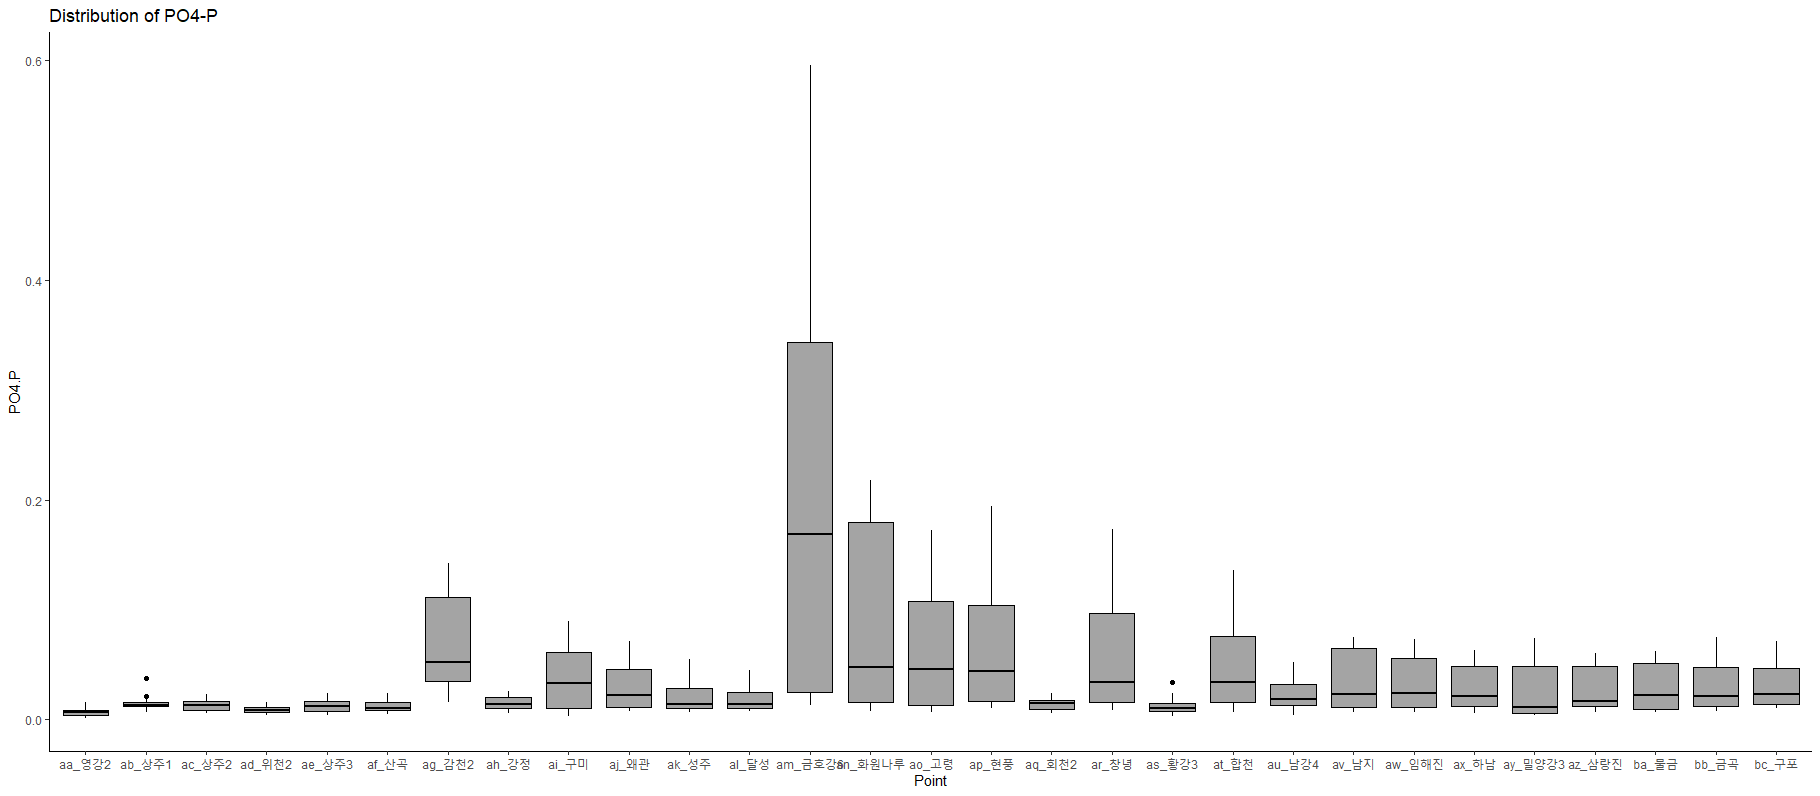 Distribution of PO4-P
PO4.P
0.6
0.4
0.2
0.0
aa_영강2
ab_상주1
ac_상주2
ad_위천2
ae_상주3
af_산곡
ag_감천2
ah_강정
ai_구미
aj_왜관
ak_성주
al_달성
am_금호강6
an_화원나루
ao_고령
ap_현풍
aq_회천2
ar_창녕
as_황강3
at_합천
au_남강4
av_남지
aw_임해진
ax_하남
ay_밀양강3
az_삼랑진
ba_물금
bb_금곡
bc_구포
Point